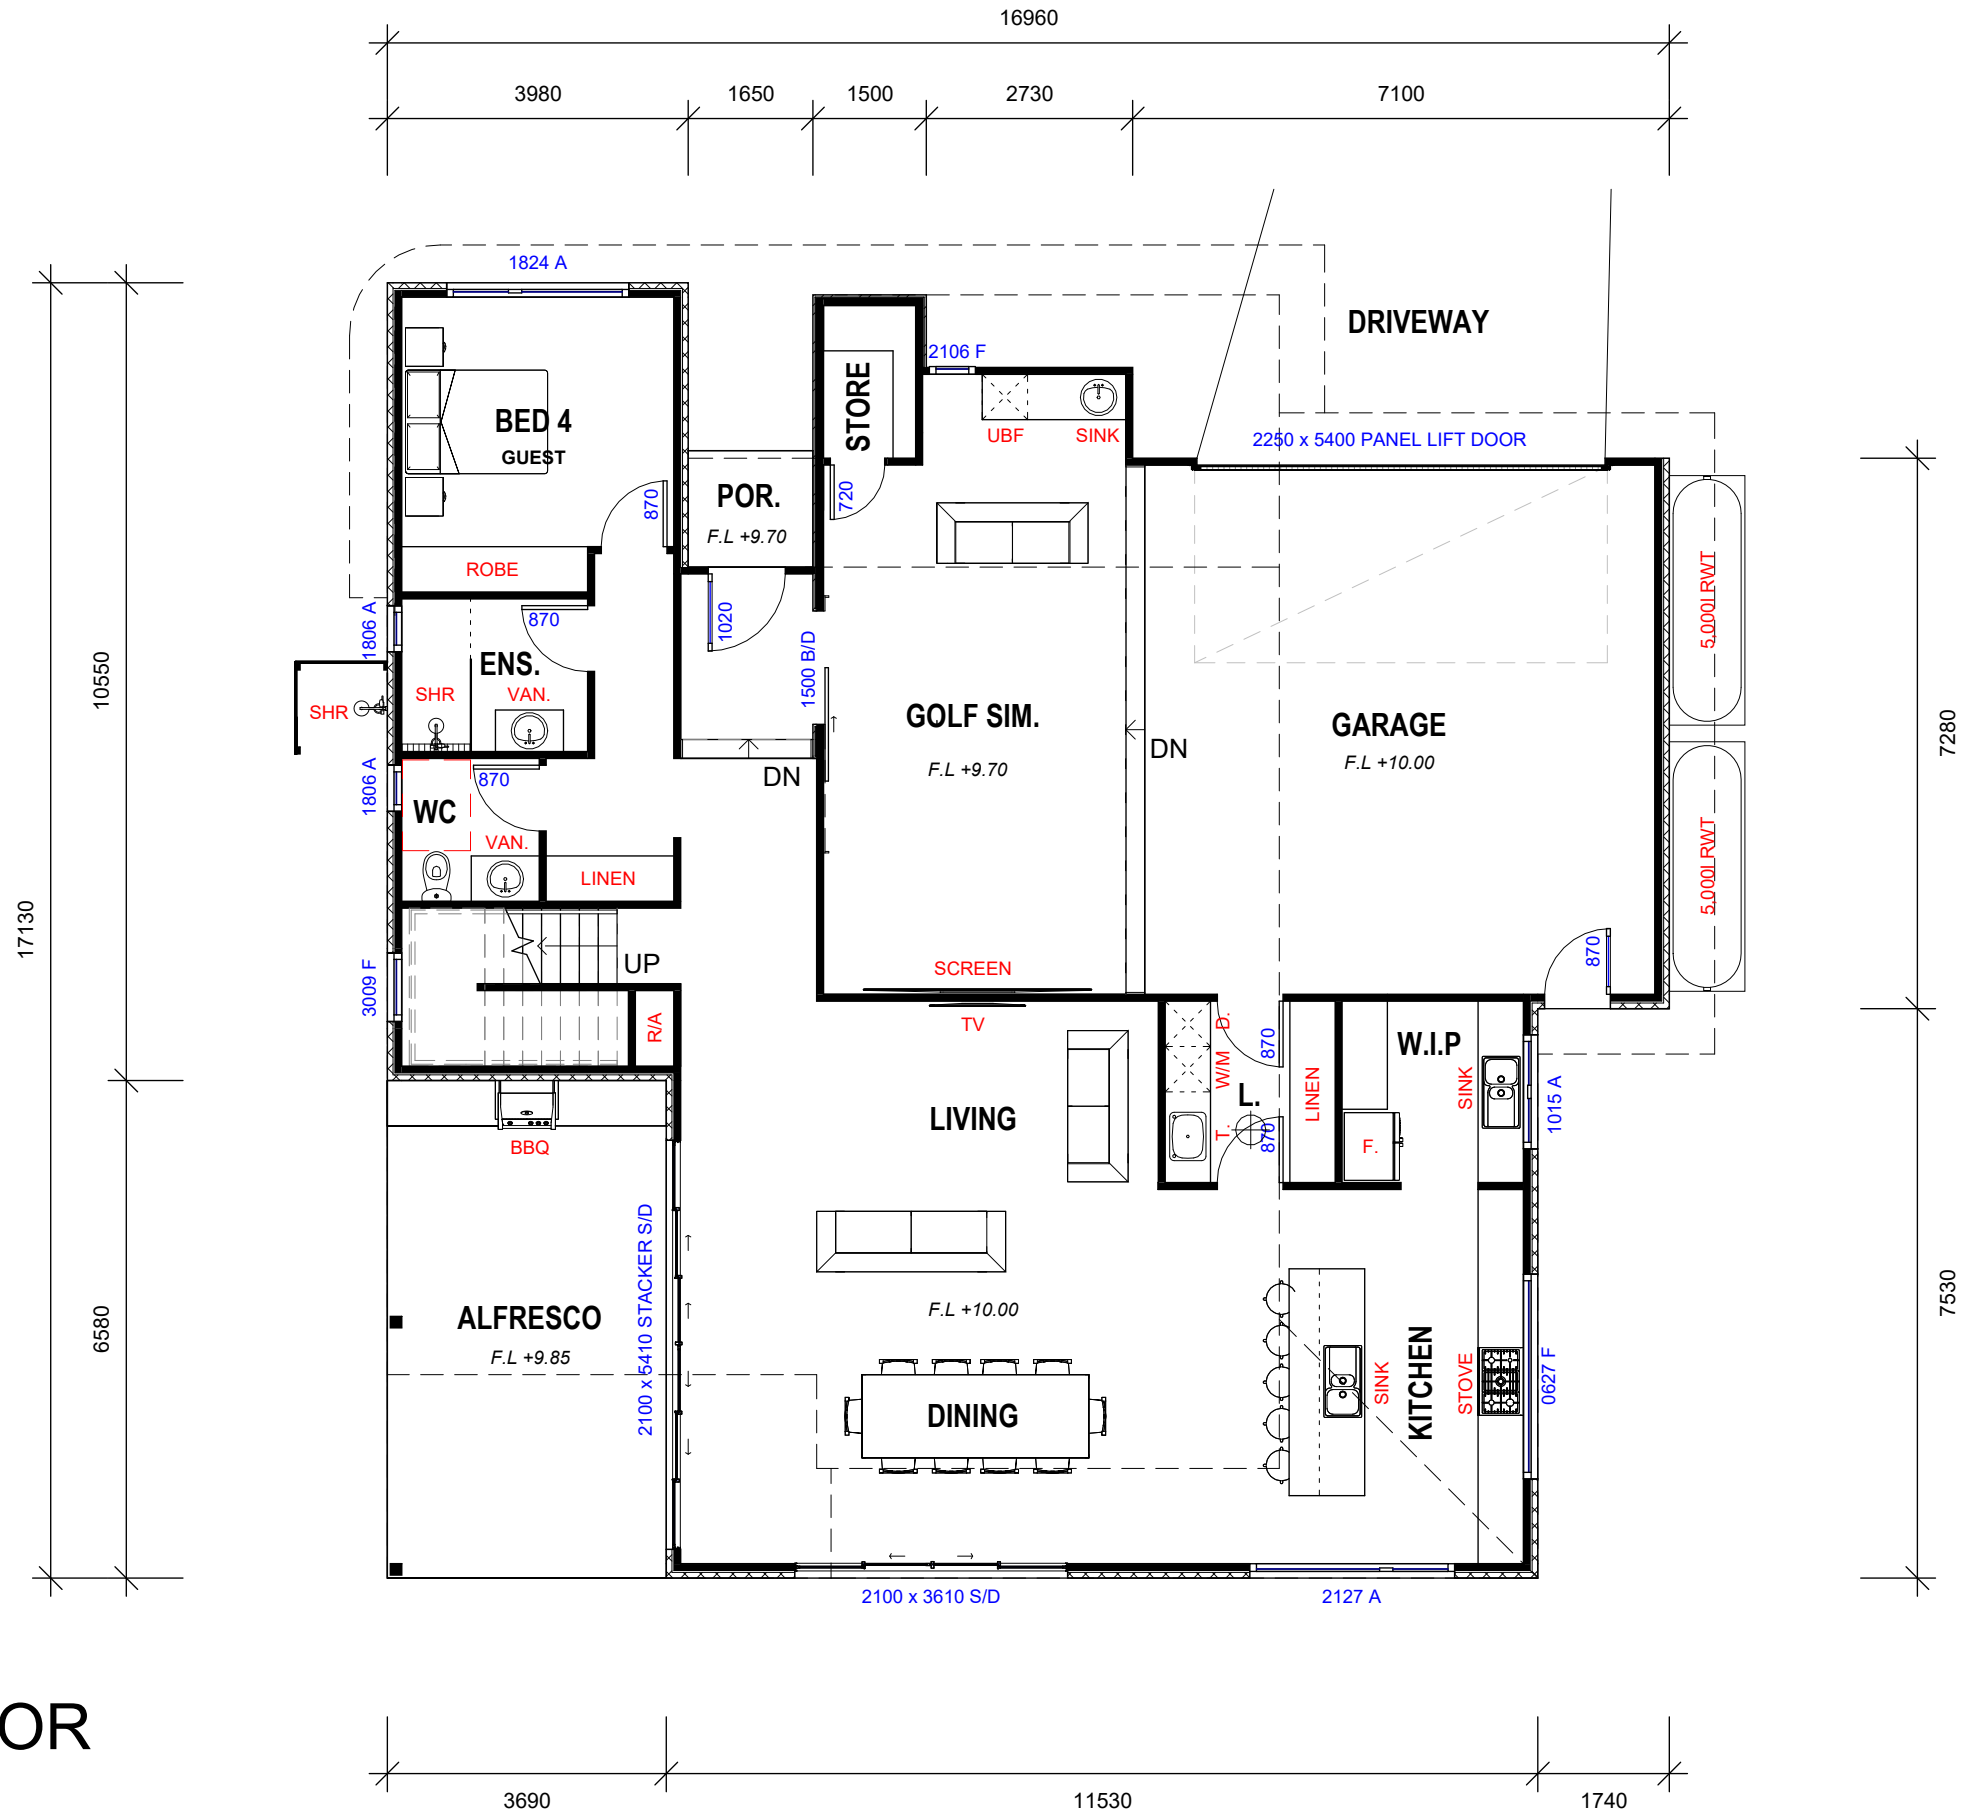 16960
3980
1650
1500
2730
7100
1824 A
DRIVEWAY
2106 F
STORE
BED 4
GUEST
UBF
SINK
2250 x 5400 PANEL LIFT DOOR
870
720
POR.
F.L +9.70
ROBE
1806 A
870
1020
1500 B/D
5,000l RWT
10550
ENS.
SHR
VAN.
SHR
GOLF SIM.
F.L +9.70
DN
GARAGE
F.L +10.00
7280
DN
1806 A
870
WC
VAN.
LINEN
5,000l RWT
17130
3009 F
UP
SCREEN
870
R/A
TV
D.
W/M
870
W.I.P
SINK
LINEN
L.
1015 A
LIVING
T.
870
F.
BBQ
6580
ALFRESCO
F.L +9.85
2100 x 5410 STACKER S/D
F.L +10.00
7530
DINING
SINK
KITCHEN
STOVE
0627 F
2100 x 3610 S/D
2127 A
OR
3690
11530
1740